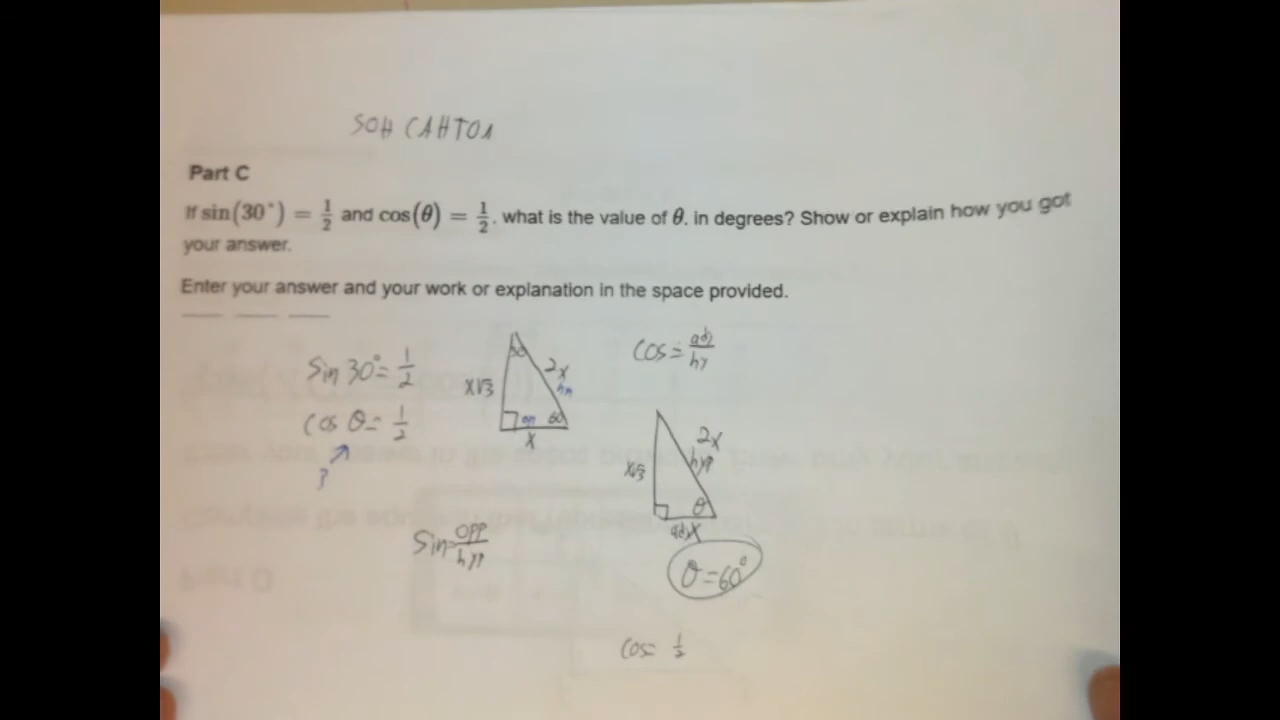 SOH CAHTOA
Part C
If sin(30°) = 1/2 and cos(θ) = 1/2, what is the value of θ, in degrees? Show or explain how you got
your answer.
Enter your answer and your work or explanation in the space provided.
Sin 30° = 1/2
Cos θ = 1/2
?
30
2x
x√3
60
x
Cos = adj/hy
2x
hyp
x√3
θ
adj x
Sin = opp/hyp
θ = 60°
Cos = 1/2